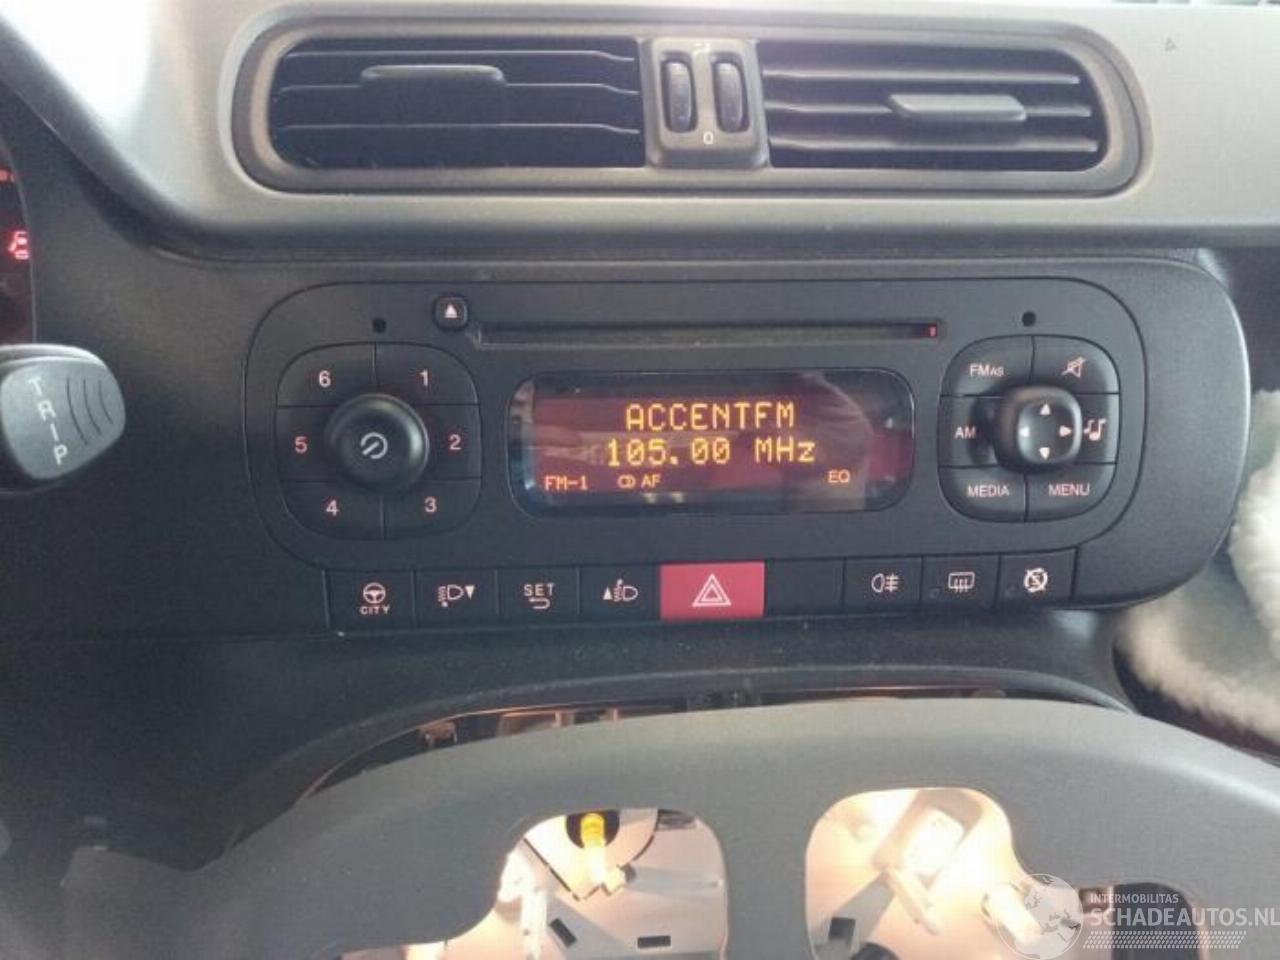 0
6 1
5 2
4 3
TRIP
ACCENTFM
105.00 MHz
FM-1 AF EQ
FMAS
AM
MEDIA MENU
CITY
SET
INTERMOBILITAS
SCHADEAUTOS.NL